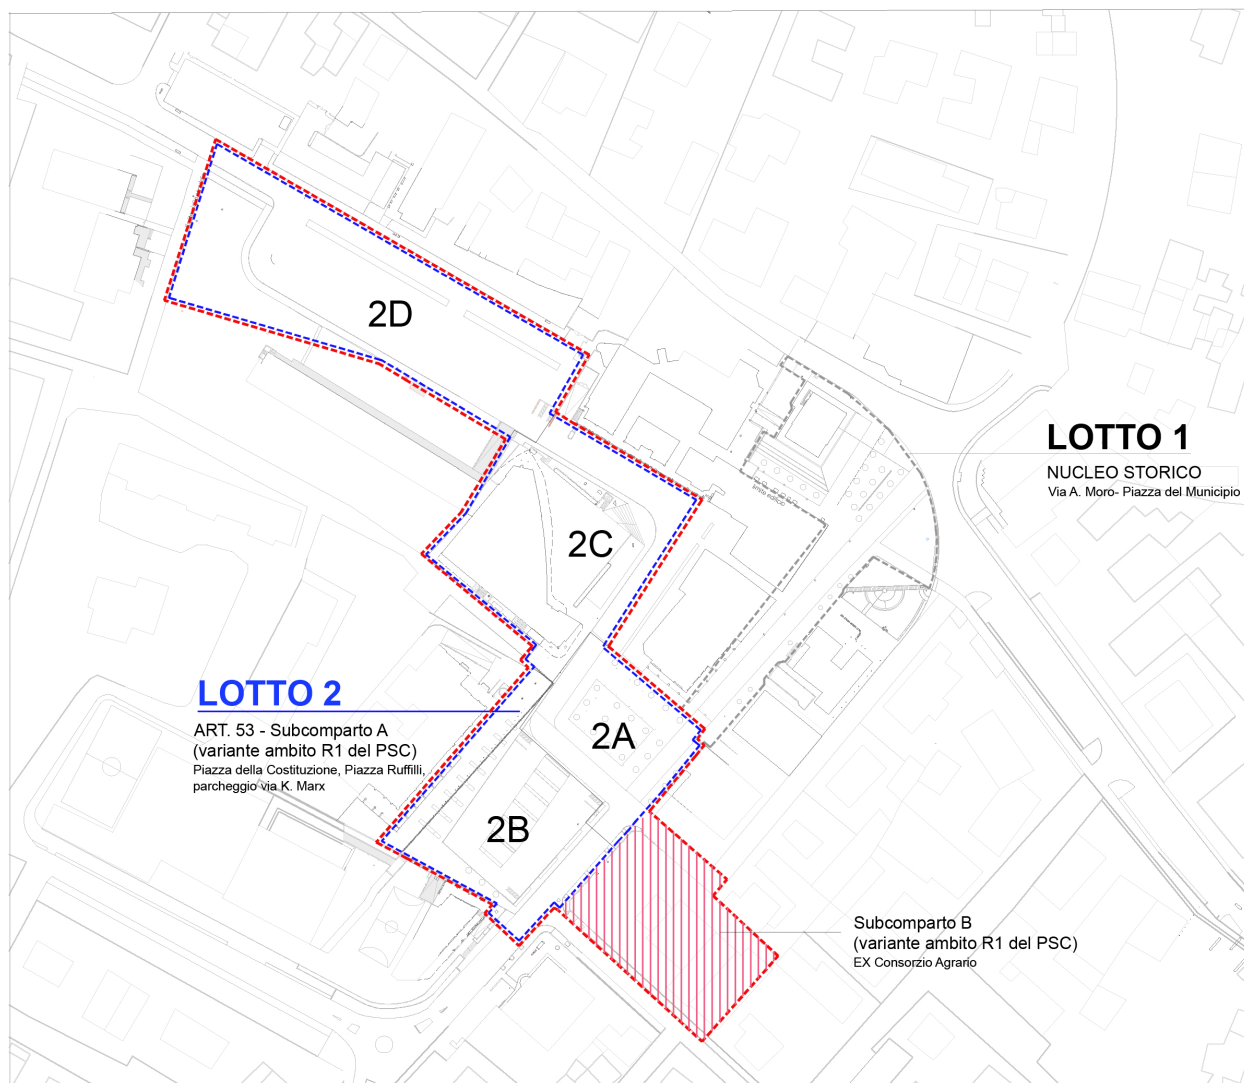 2D
LOTTO 1
NUCLEO STORICO
Via A. Moro- Piazza del Municipio
limite edificio
2C
LOTTO 2
ART. 53 - Subcomparto A
(variante ambito R1 del PSC)
Piazza della Costituzione, Piazza Ruffilli,
parcheggio via K. Marx
2A
2B
Subcomparto B
(variante ambito R1 del PSC)
EX Consorzio Agrario